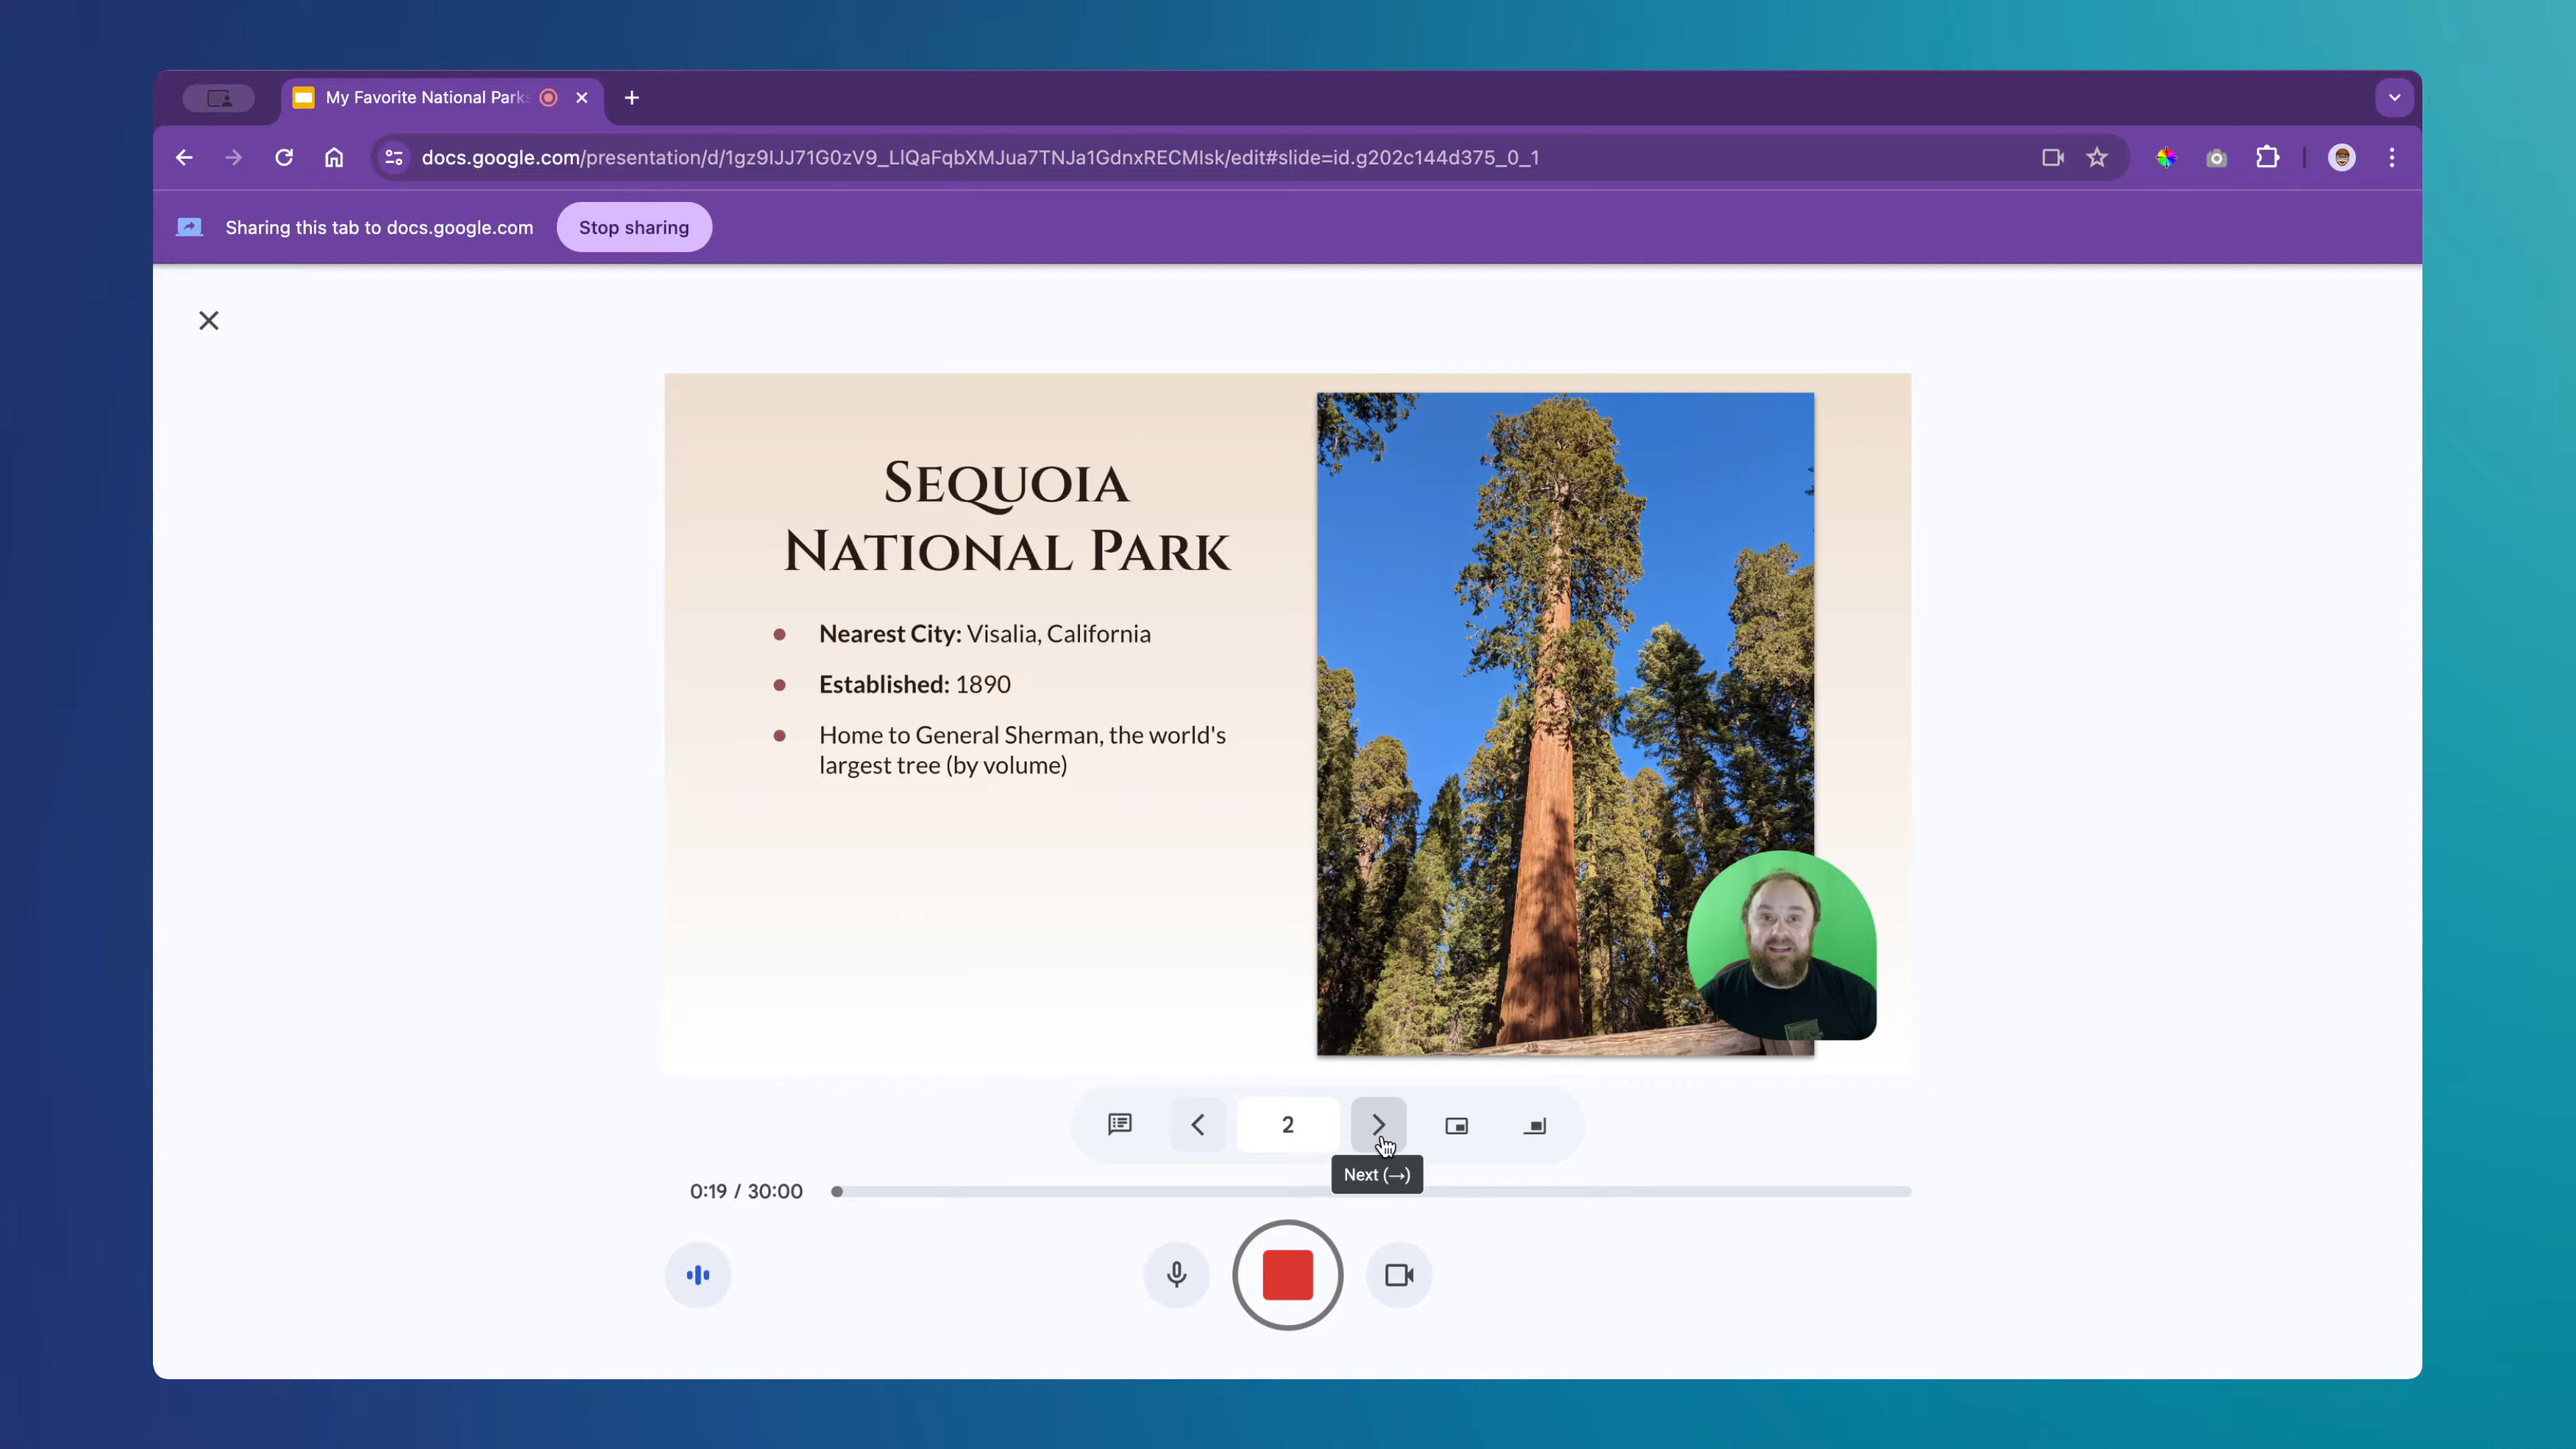 My Favorite National Park
docs.google.com/presentation/d/1gz9IJJ71G0zV9_LlQaFqbXMJua7TNJa1GdnxRECMIsk/edit#slide=id.g202c144d375_0_1
Sharing this tab to docs.google.com
Stop sharing
Sequoia
National Park
Nearest City: Visalia, California
Established: 1890
Home to General Sherman, the world's
largest tree (by volume)
2
Next (→)
0:19 / 30:00